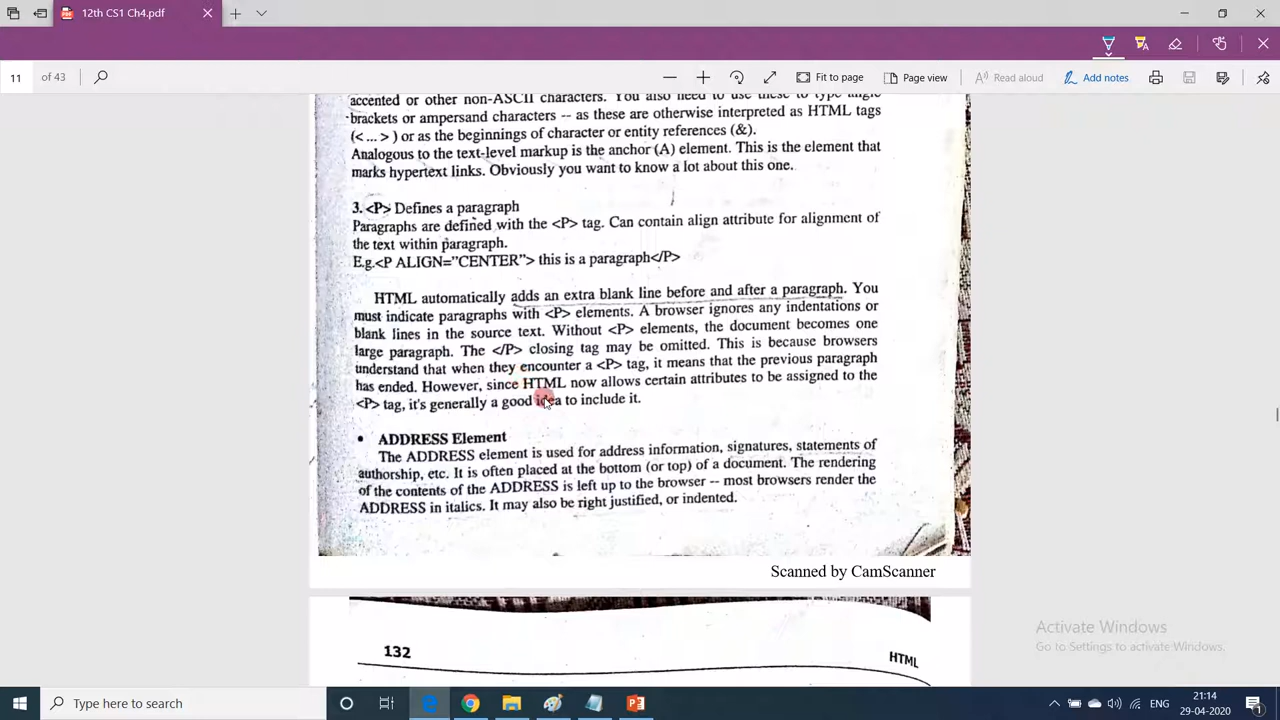 12th CS1 Ch4.pdf
11 of 43
Fit to page
Page view
Read aloud
Add notes
accented or other non-ASCII characters. You also need to use these to type angle
brackets or ampersand characters -- as these are otherwise interpreted as HTML tags
(< ... > ) or as the beginnings of character or entity references (&).
Analogous to the text-level markup is the anchor (A) element. This is the element that
marks hypertext links. Obviously you want to know a lot about this one.
3. <P> Defines a paragraph
Paragraphs are defined with the <P> tag. Can contain align attribute for alignment of
the text within paragraph.
E.g.<P ALIGN="CENTER"> this is a paragraph</P>
HTML automatically adds an extra blank line before and after a paragraph. You
must indicate paragraphs with <P> elements. A browser ignores any indentations or
blank lines in the source text. Without <P> elements, the document becomes one
large paragraph. The </P> closing tag may be omitted. This is because browsers
understand that when they encounter a <P> tag, it means that the previous paragraph
has ended. However, since HTML now allows certain attributes to be assigned to the
<P> tag, it's generally a good idea to include it.
• ADDRESS Element
The ADDRESS element is used for address information, signatures, statements of
authorship, etc. It is often placed at the bottom (or top) of a document. The rendering
of the contents of the ADDRESS is left up to the browser -- most browsers render the
ADDRESS in italics. It may also be right justified, or indented.
Scanned by CamScanner
132
HTML
Activate Windows
Go to Settings to activate Windows.
Type here to search
ENG
21:14
29-04-2020